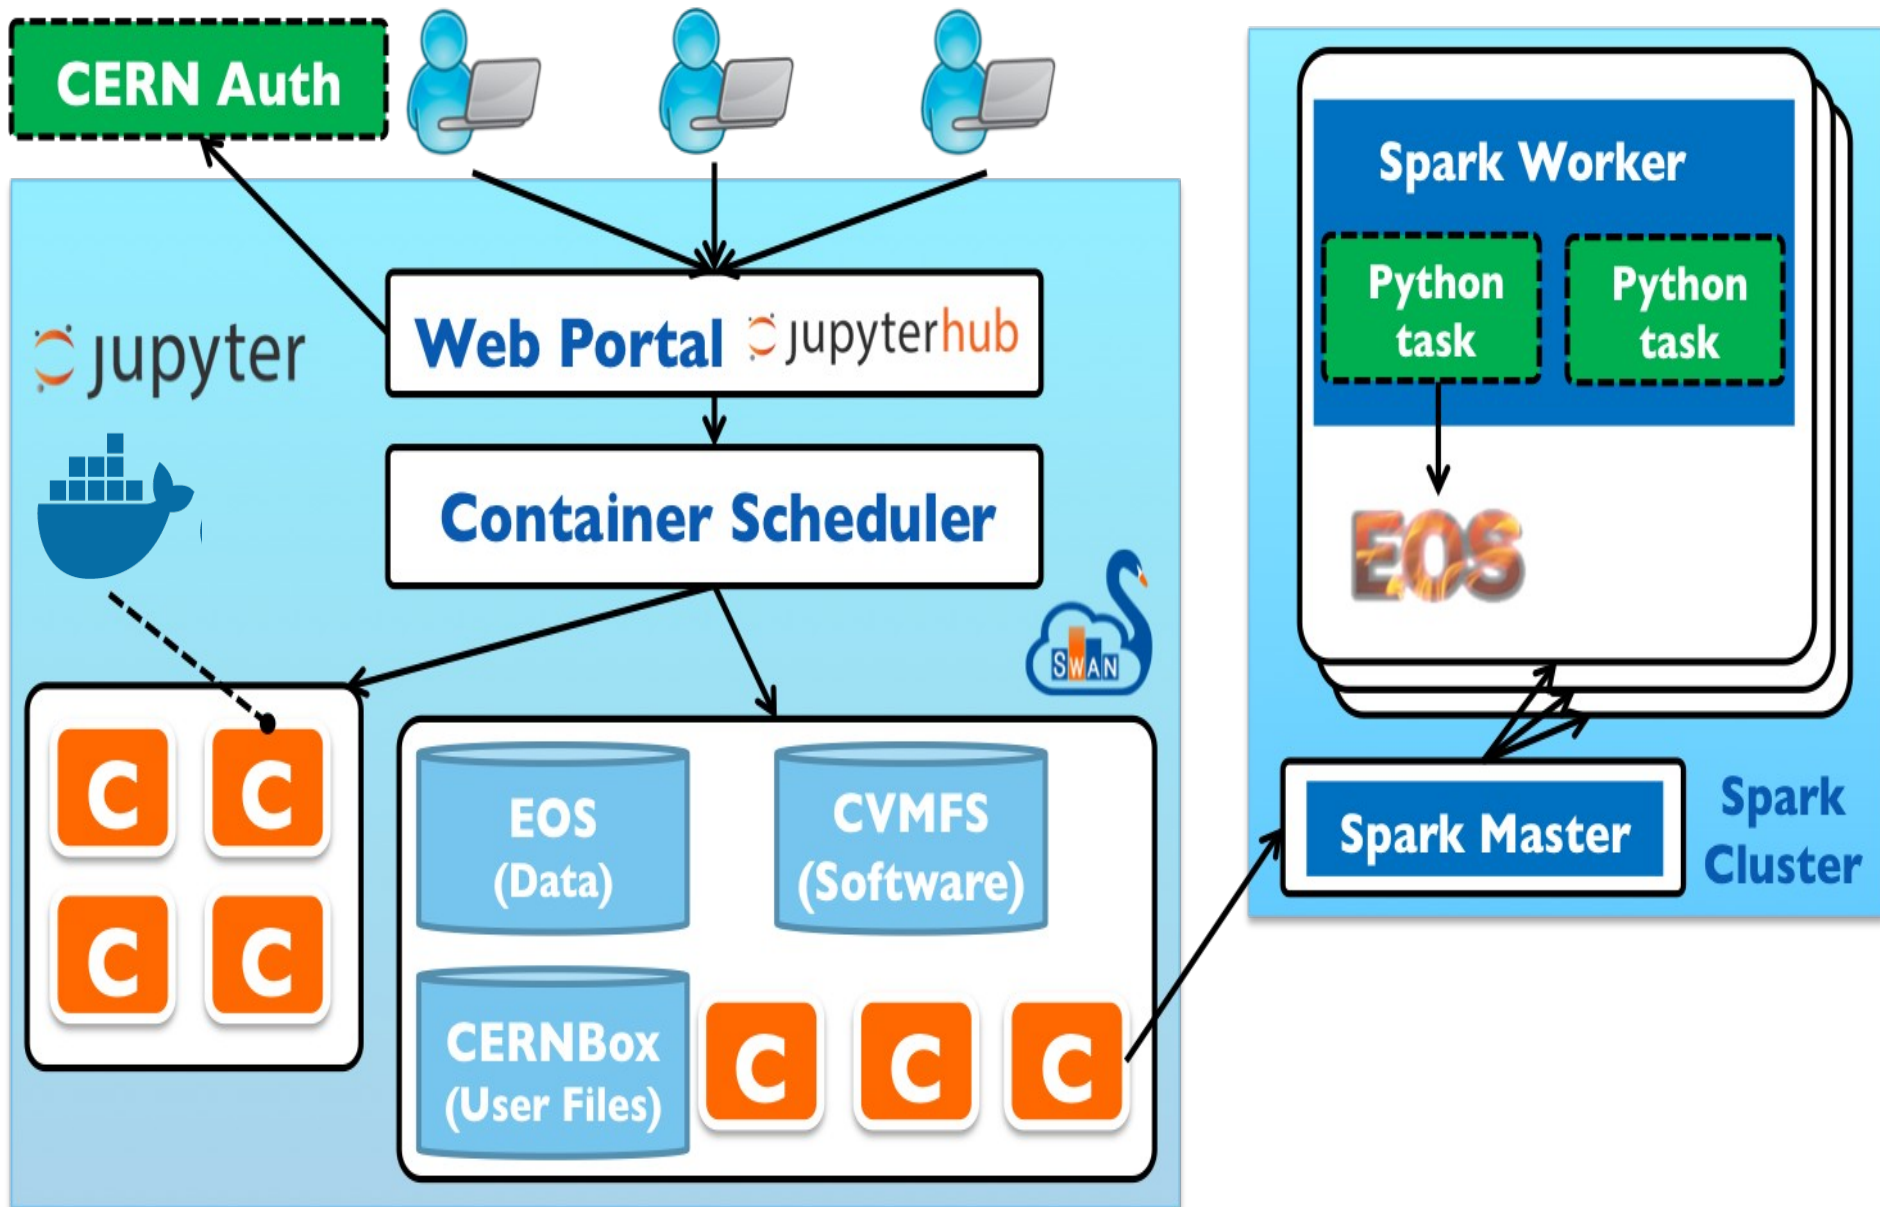 CERN Auth
Web Portal jupyterhub
jupyter
Container Scheduler
SWAN
C C
C C
EOS
(Data)
CVMFS
(Software)
CERNBox
(User Files)
C C C
Spark Worker
Python
task
Python
task
EOS
Spark Master
Spark
Cluster